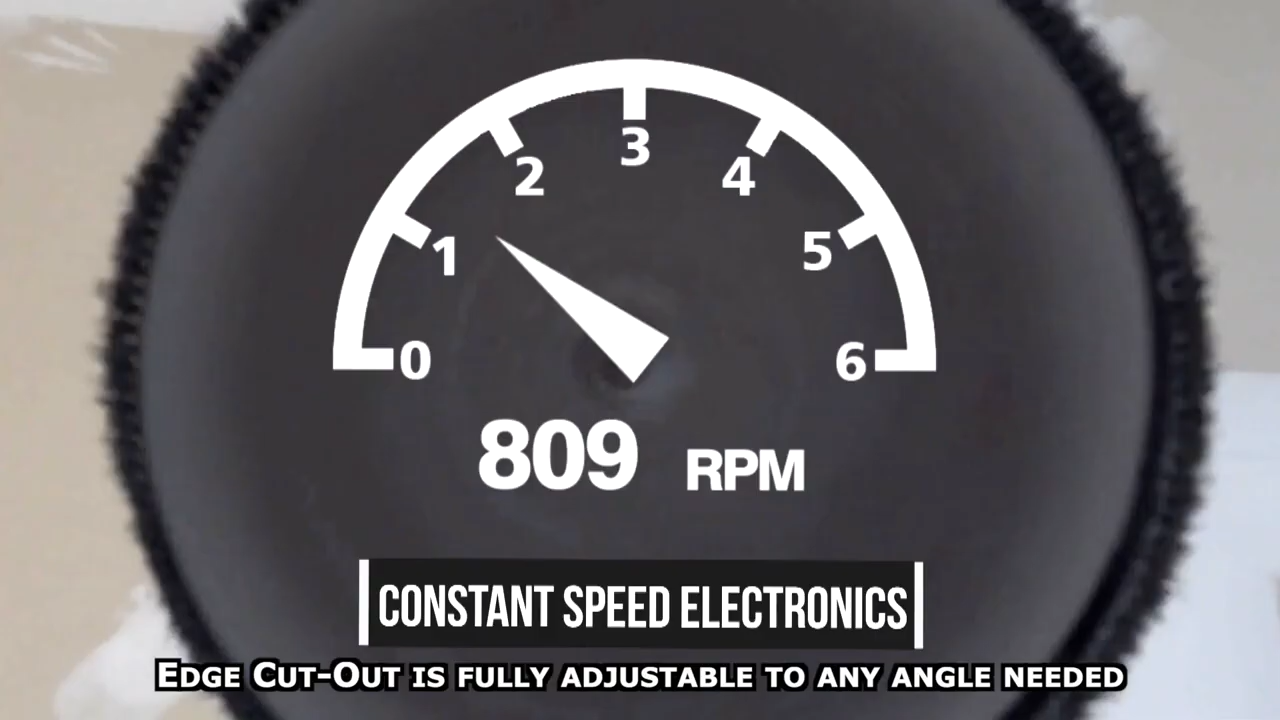 3
2
4
1
5
0
6
809 RPM
CONSTANT SPEED ELECTRONICS
EDGE CUT-OUT IS FULLY ADJUSTABLE TO ANY ANGLE NEEDED